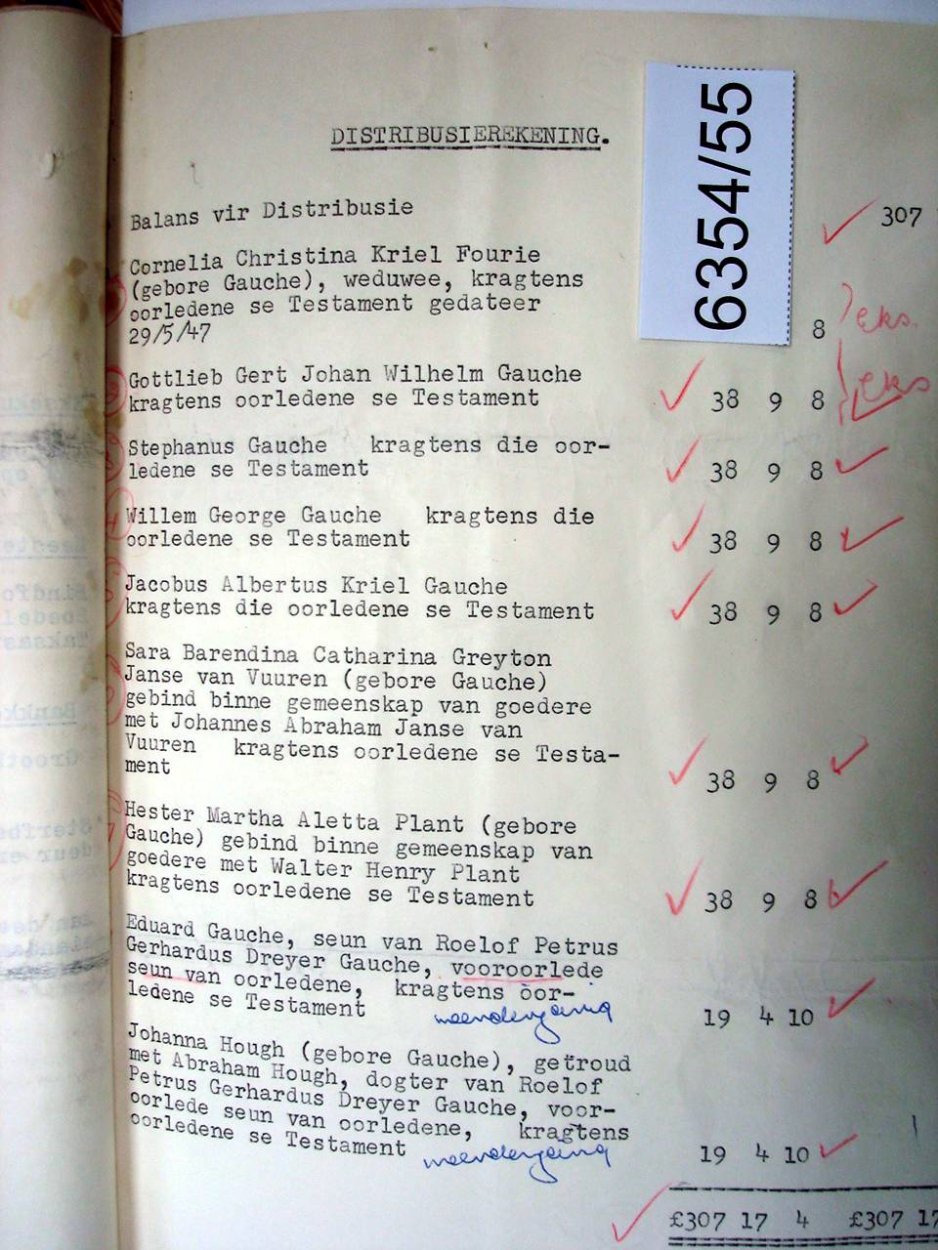 DISTRIBUSIEREKENING.
6354/55
Balans vir Distribusie 307
Cornelia Christina Kriel Fourie
(gebore Gauche), weduwee, kragtens
oorledene se Testament gedateer
29/5/47 8 eks.
Gottlieb Gert Johan Wilhelm Gauche eks
kragtens oorledene se Testament 38 9 8
Stephanus Gauche kragtens die oor-
ledene se Testament 38 9 8
4
Willem George Gauche kragtens die
oorledene se Testament 38 9 8
Jacobus Albertus Kriel Gauche
kragtens die oorledene se Testament 38 9 8
Sara Barendina Catharina Greyton
Janse van Vuuren (gebore Gauche)
gebind binne gemeenskap van goedere
met Johannes Abraham Janse van
Vuuren kragtens oorledene se Testa-
ment 38 9 8
Hester Martha Aletta Plant (gebore
Gauche) gebind binne gemeenskap van
goedere met Walter Henry Plant
kragtens oorledene se Testament 38 9 8
Eduard Gauche, seun van Roelof Petrus
Gerhardus Dreyer Gauche, vooroorlede
seun van oorledene, kragtens oor-
ledene se Testament 19 4 10
Johanna Hough (gebore Gauche), getroud
met Abraham Hough, dogter van Roelof
Petrus Gerhardus Dreyer Gauche, voor-
oorlede seun van oorledene, kragtens
oorledene se Testament 19 4 10
£307 17 4 £307 17